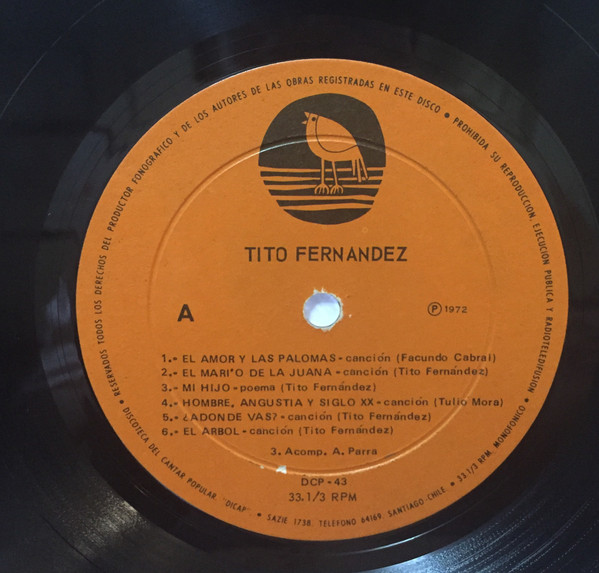 RESERVADOS TODOS LOS DERECHOS DEL PRODUCTOR FONOGRAFICO Y DE LOS AUTORES DE LAS OBRAS REGISTRADAS EN ESTE DISCO • PROHIBIDA SU REPRODUCCION, EJECUCION PUBLICA Y RADIOTELEDIFUSION •
TITO FERNANDEZ
A
Ⓟ 1972
1.- EL AMOR Y LAS PALOMAS - canción (Facundo Cabral)
2.- EL MARI"O DE LA JUANA - canción (Tito Fernández)
3.- MI HIJO - poema (Tito Fernández)
4.- HOMBRE, ANGUSTIA Y SIGLO XX - canción (Tulio Mora)
5.- ¿ADONDE VAS? - canción (Tito Fernández)
6.- EL ARBOL - canción (Tito Fernández)
3. Acomp. A. Parra
DCP - 43
33.1/3 RPM
• DISCOTECA DEL CANTAR POPULAR "DICAP" • SAZIE 1738, TELEFONO 64169, SANTIAGO-CHILE • 33.1/3 RPM, MONOFONICO •